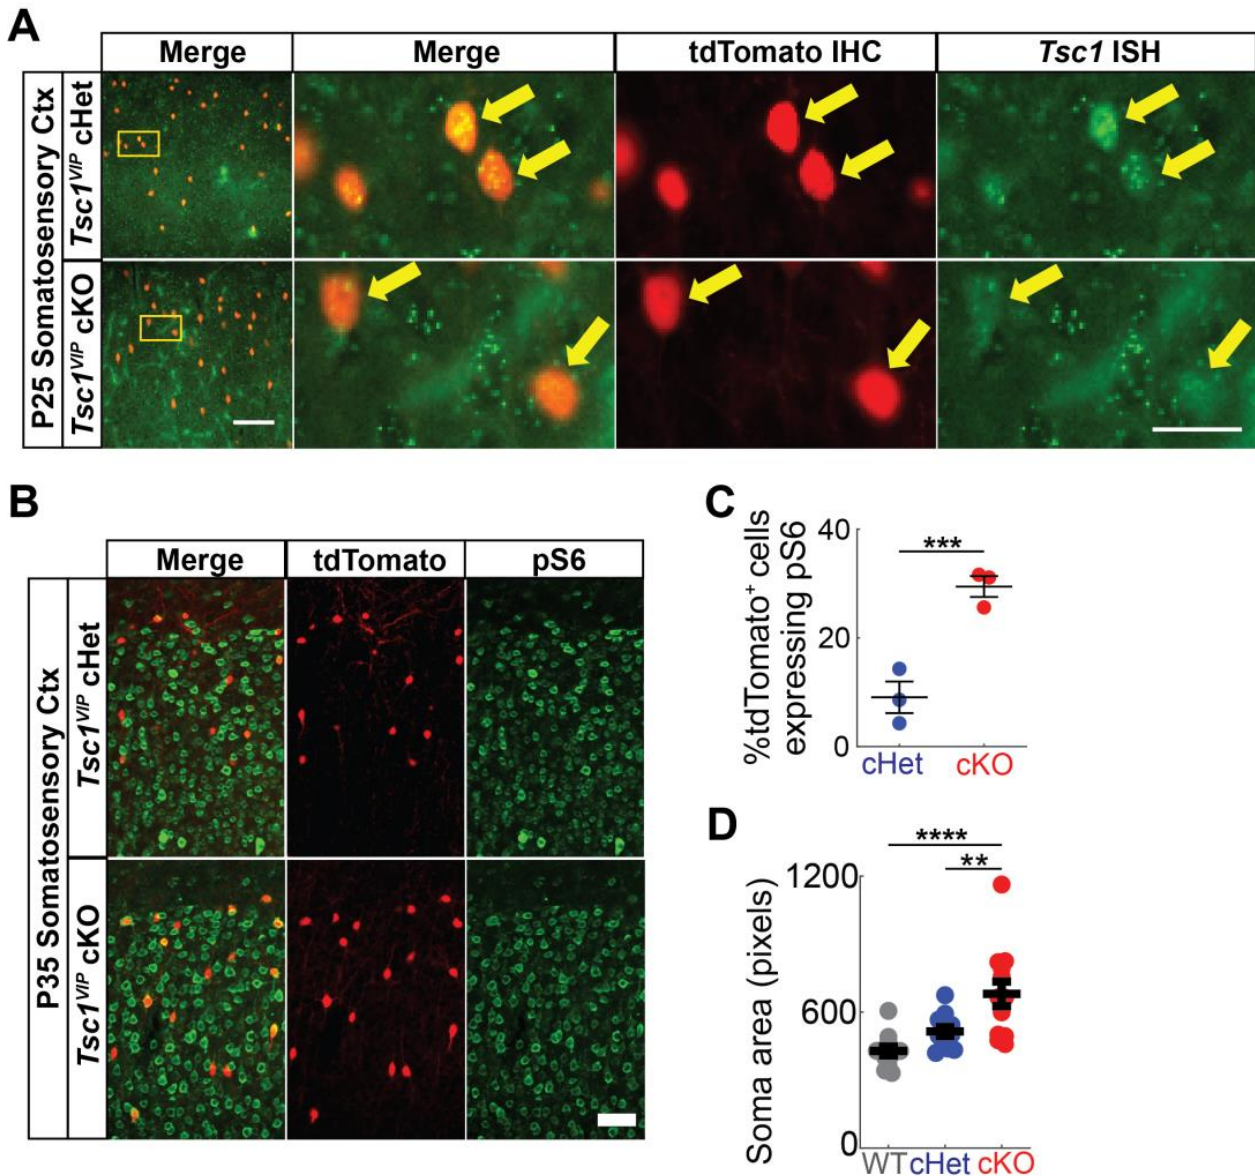 A
Merge
Merge
tdTomato IHC
Tsc1 ISH
P25 Somatosensory Ctx
Tsc1VIP cHet
Tsc1VIP cKO
B
Merge
tdTomato
pS6
P35 Somatosensory Ctx
Tsc1VIP cHet
Tsc1VIP cKO
C
%tdTomato+ cells
expressing pS6
40
20
0
***
cHet
cKO
D
Soma area (pixels)
1200
600
0
****
**
WT
cHet
cKO